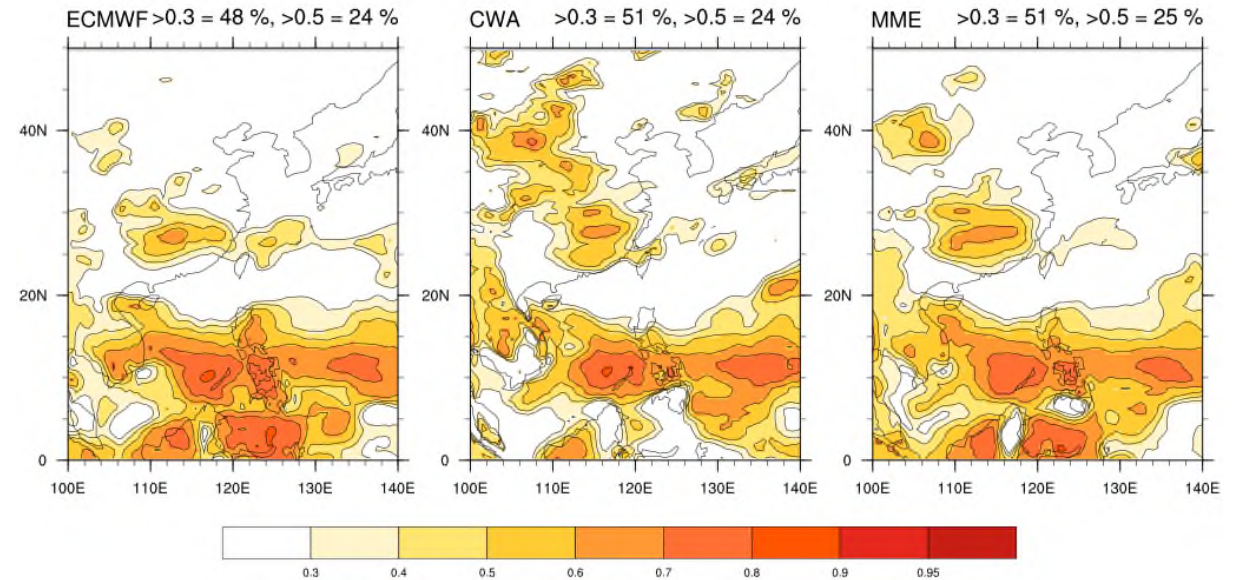 ECMWF >0.3 = 48 %, >0.5 = 24 %
CWA >0.3 = 51 %, >0.5 = 24 %
MME >0.3 = 51 %, >0.5 = 25 %
40N 40N 40N
20N 20N 20N
0 0 0
100E 110E 120E 130E 140E 100E 110E 120E 130E 140E 100E 110E 120E 130E 140E
0.3 0.4 0.5 0.6 0.7 0.8 0.9 0.95